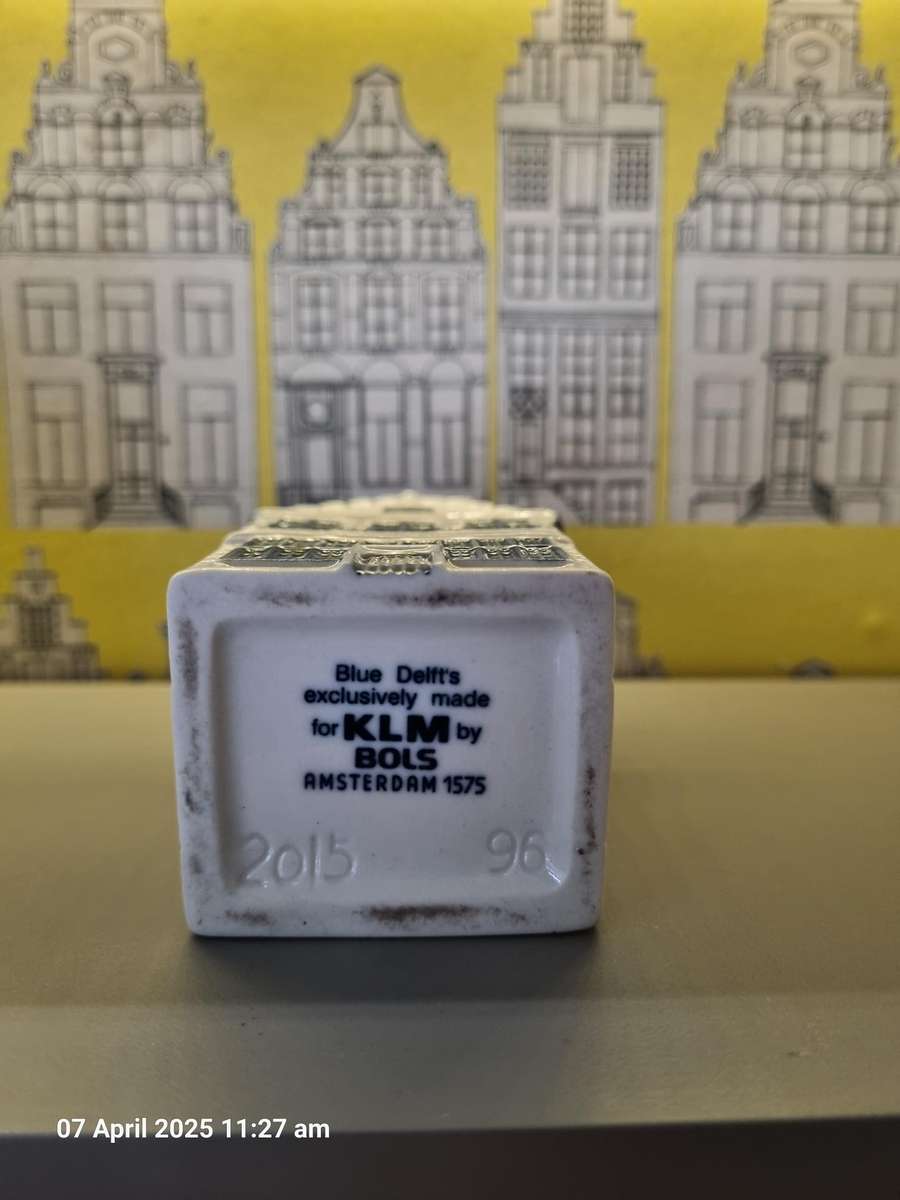 Blue Delft's
exclusively made
for KLM by
BOLS
AMSTERDAM 1575
2015 96
07 April 2025 11:27 am